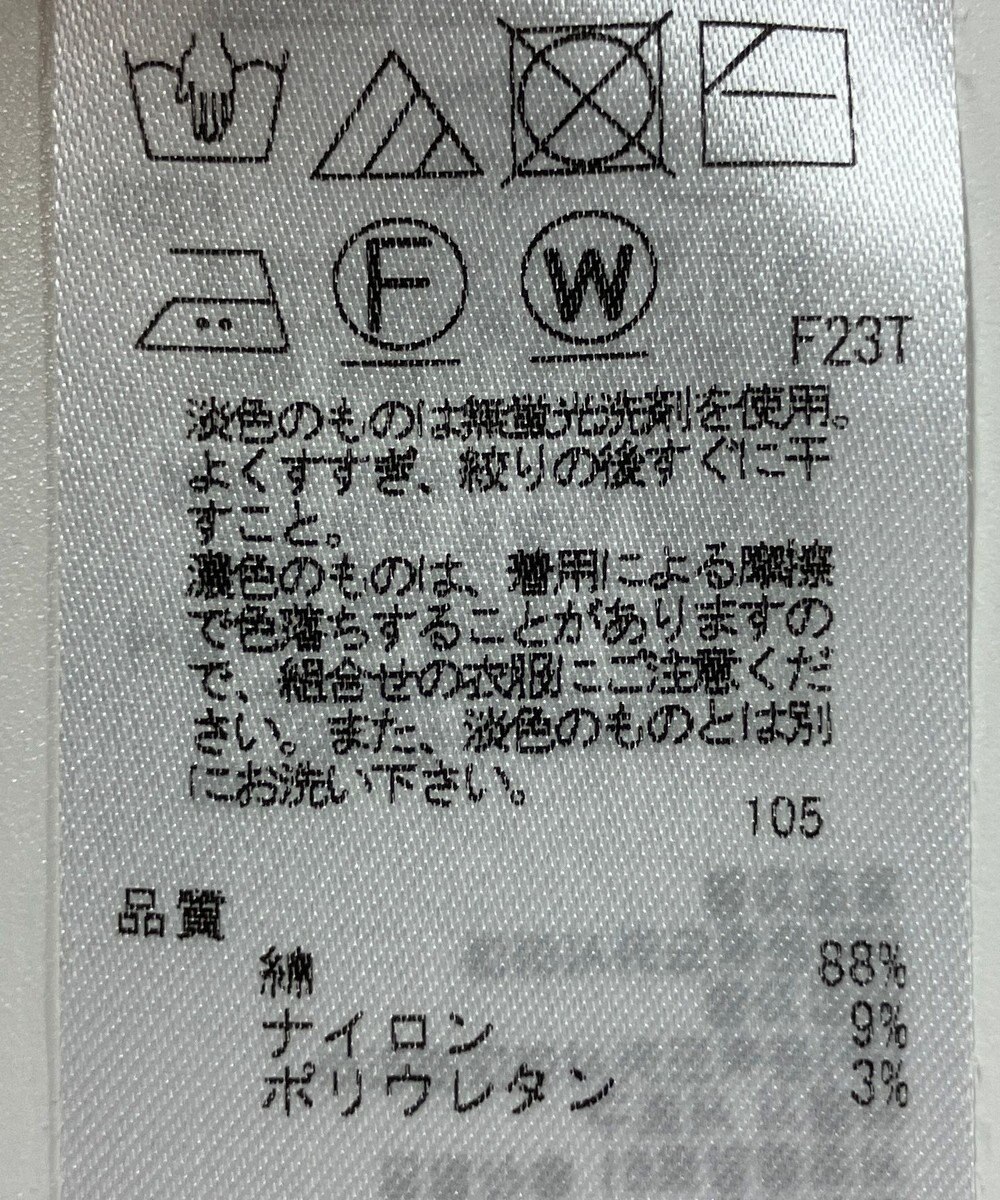 F
W
F23T
淡色のものは無蛍光洗剤を使用。
よくすすぎ、絞りの後すぐに干
すこと。
濃色のものは、着用による摩擦
で色落ちすることがありますの
で、組合せの衣服にご注意くだ
さい。また、淡色のものとは別
にお洗い下さい。
105
品質
綿 88%
ナイロン 9%
ポリウレタン 3%